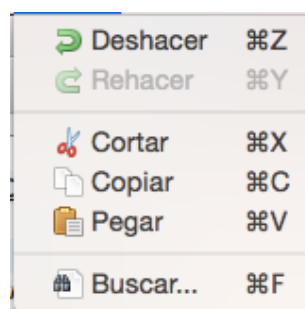 Deshacer ⌘Z
Rehacer ⌘Y
Cortar ⌘X
Copiar ⌘C
Pegar ⌘V
Buscar... ⌘F